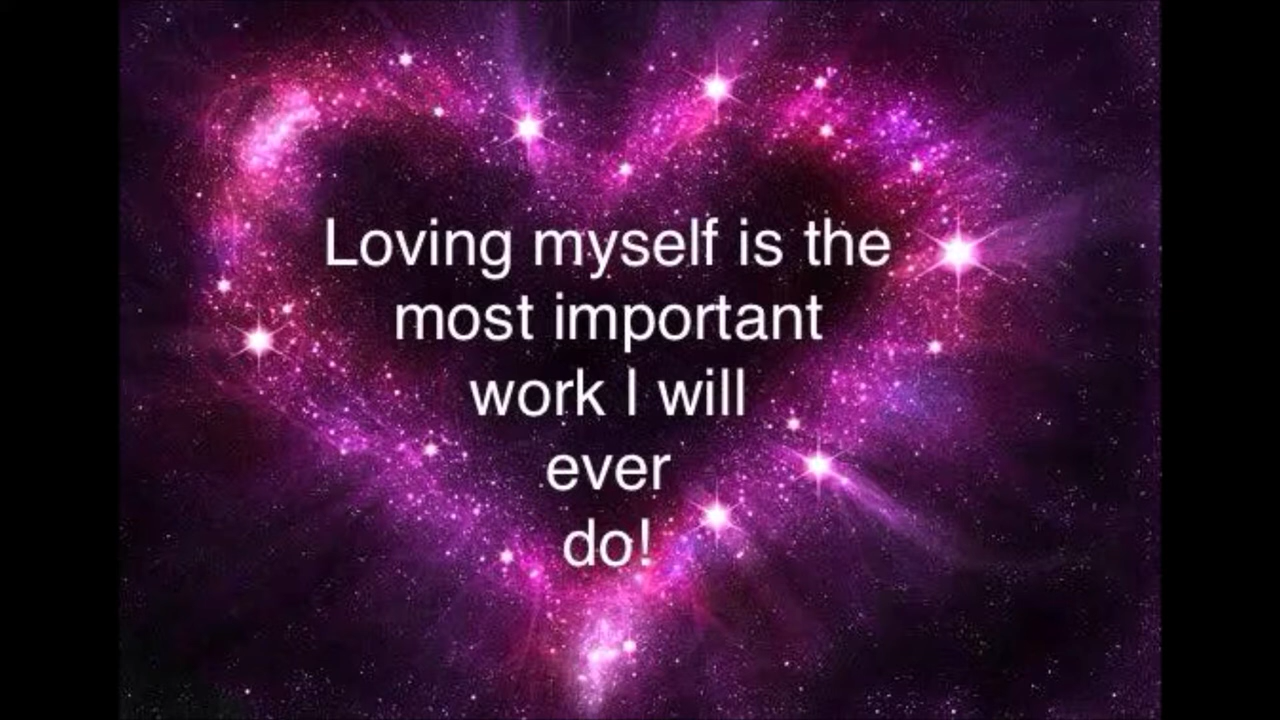 Loving myself is the
most important
work I will
ever
do!